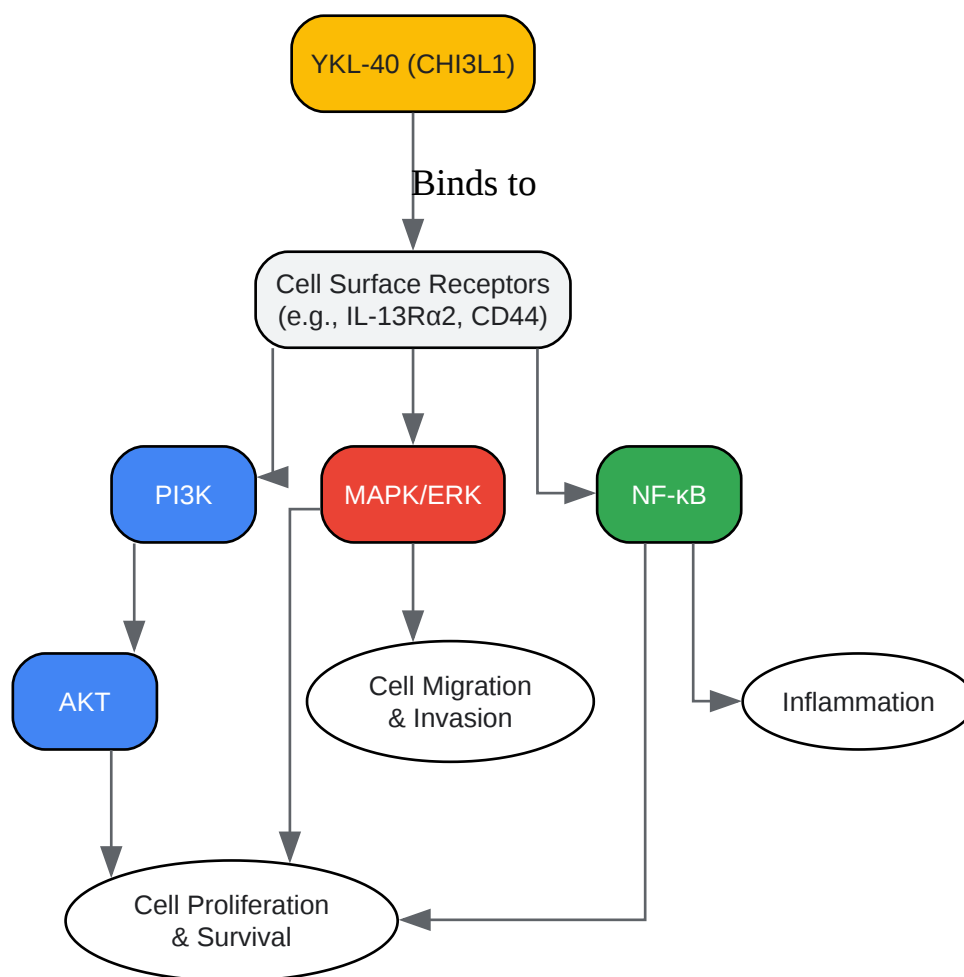 YKL-40 (CHI3L1)
Binds to
Cell Surface Receptors
(e.g., IL-13Rα2, CD44)
PI3K
MAPK/ERK
NF-κB
AKT
Cell Migration
& Invasion
Inflammation
Cell Proliferation
& Survival